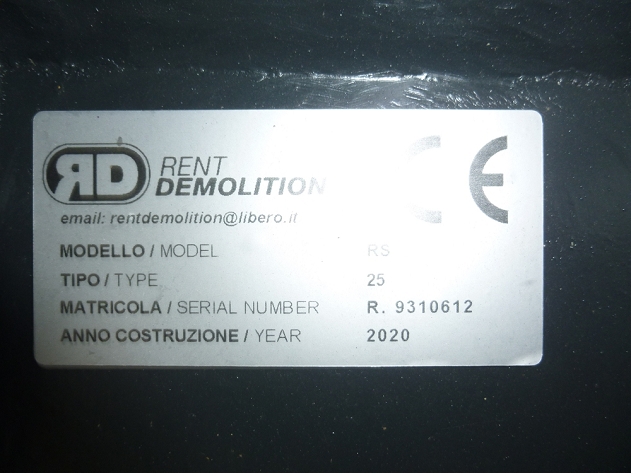 RD RENT
DEMOLITION
CE
email: rentdemolition@libero.it
MODELLO / MODEL RS
TIPO / TYPE 25
MATRICOLA / SERIAL NUMBER R. 9310612
ANNO COSTRUZIONE / YEAR 2020